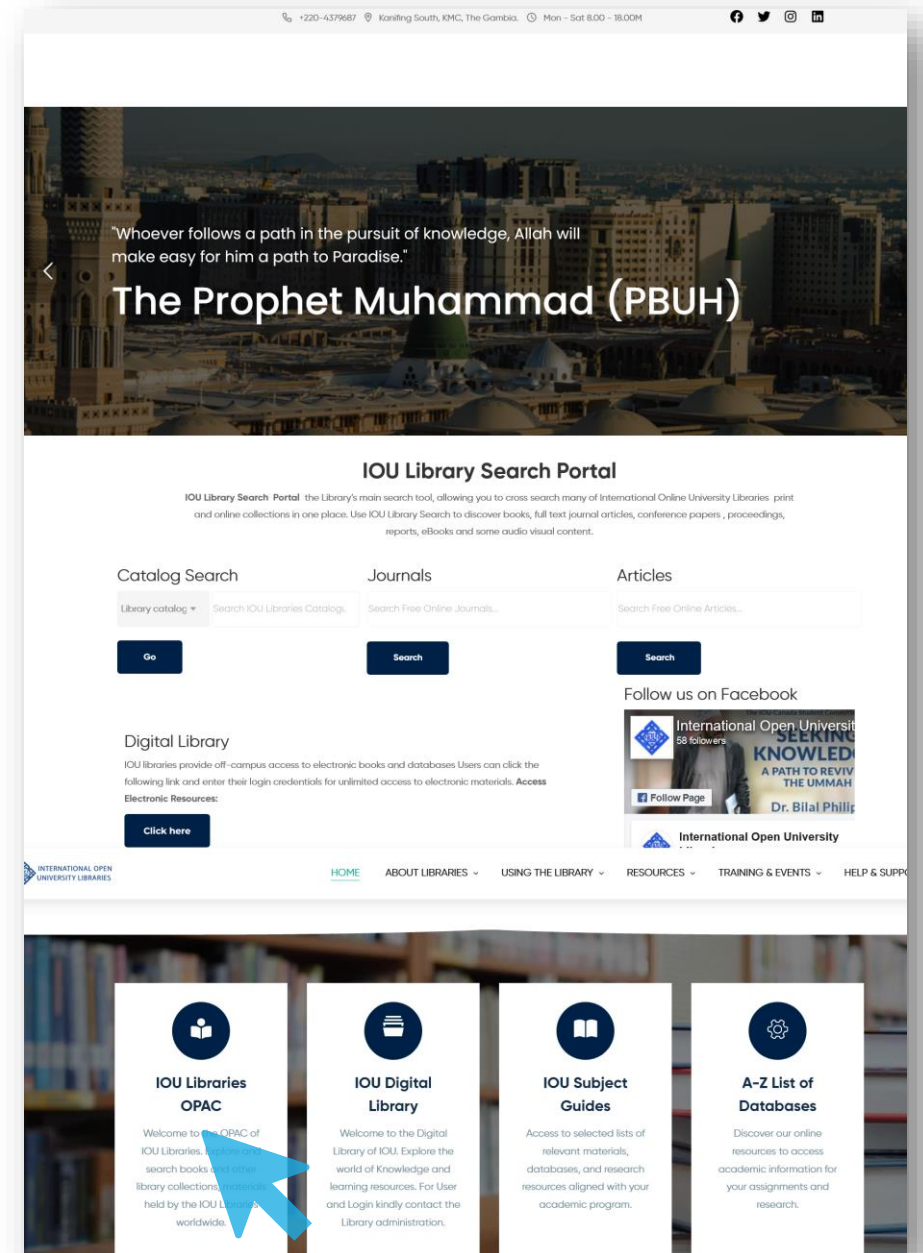 +220-4379687 Kanifing South, KMC, The Gambia. Mon - Sat 8.00 - 18.00M
"Whoever follows a path in the pursuit of knowledge, Allah will
make easy for him a path to Paradise."
The Prophet Muhammad (PBUH)
IOU Library Search Portal
IOU Library Search Portal the Library's main search tool, allowing you to cross search many of International Online University Libraries print
and online collections in one place. Use IOU Library Search to discover books, full text journal articles, conference papers , proceedings,
reports, eBooks and some audio visual content.
Catalog Search
Library catalog
Search IOU Libraries Catalog
Go
Journals
Search Free Online Journals...
Search
Articles
Search Free Online Articles...
Search
Digital Library
IOU libraries provide off-campus access to electronic books and databases Users can click the
following link and enter their login credentials for unlimited access to electronic materials. Access
Electronic Resources:
Click here
Follow us on Facebook
International Open Universit
58 followers
SEEKING
KNOWLED
A PATH TO REVIV
THE UMMAH
Dr. Bilal Philip
Follow Page
International Open University
INTERNATIONAL OPEN
UNIVERSITY LIBRARIES
HOME ABOUT LIBRARIES USING THE LIBRARY RESOURCES TRAINING & EVENTS HELP & SUPPO
IOU Libraries
OPAC
Welcome to the OPAC of
IOU Libraries. Explore and
search books and other
library collections, materials
held by the IOU Libraries
worldwide.
IOU Digital
Library
Welcome to the Digital
Library of IOU. Explore the
world of Knowledge and
learning resources. For User
and Login kindly contact the
Library administration.
IOU Subject
Guides
Access to selected lists of
relevant materials,
databases, and research
resources aligned with your
academic program.
A-Z List of
Databases
Discover our online
resources to access
academic information for
your assignments and
research.